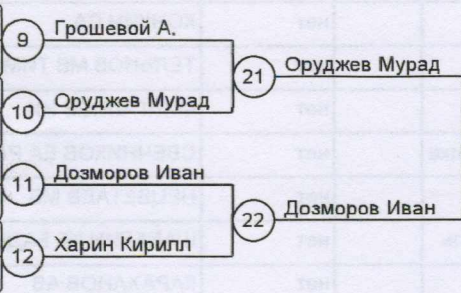 9 Грошевой А.
21 Оруджев Мурад
10 Оруджев Мурад
11 Дозморов Иван
22 Дозморов Иван
12 Харин Кирилл